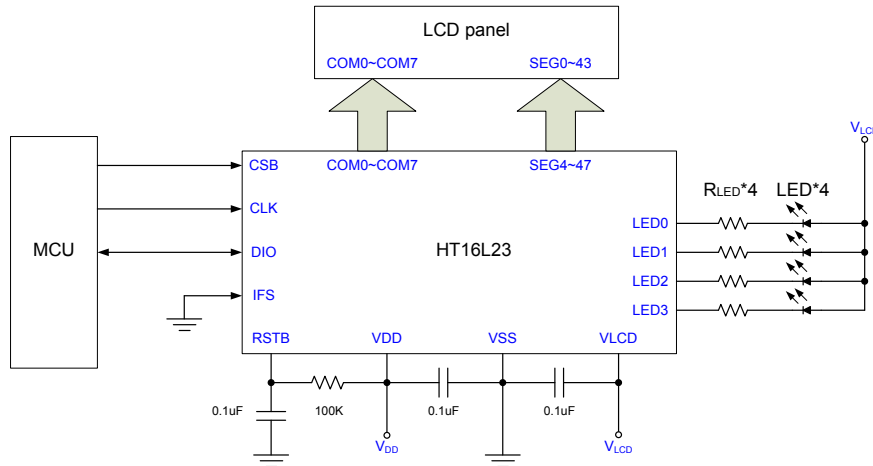 LCD panel
COM0~COM7 SEG0~43
COM0~COM7 SEG4~47
MCU
CSB
CLK
DIO
IFS
HT16L23
LED0
LED1
LED2
LED3
RLED*4 LED*4
VLC
RSTB VDD VSS VLCD
0.1uF 100K 0.1uF 0.1uF
VDD VLCD